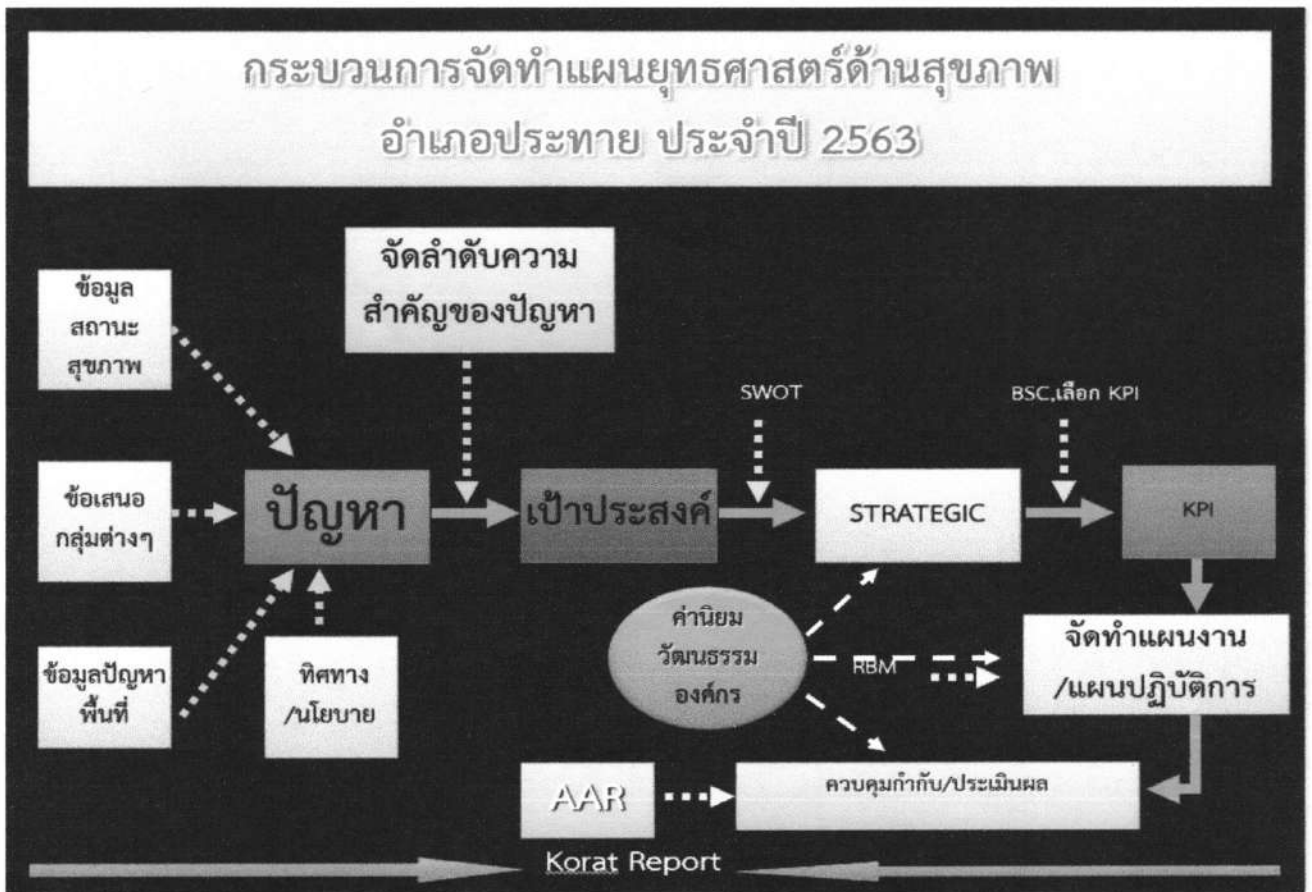 กระบวนการจัดทำแผนยุทธศาสตร์ด้านสุขภาพ
อำเภอประทาย ประจำปี 2563
จัดลำดับความ
สำคัญของปัญหา
ข้อมูล
สถานะ
สุขภาพ
SWOT
BSC,เลือก KPI
ข้อเสนอ
กลุ่มต่างๆ
ปัญหา
เป้าประสงค์
STRATEGIC
KPI
ค่านิยม
วัฒนธรรม
องค์กร
RBM
จัดทำแผนงาน
/แผนปฏิบัติการ
ข้อมูลปัญหา
พื้นที่
ทิศทาง
/นโยบาย
AAR
ควบคุมกำกับ/ประเมินผล
Korat Report